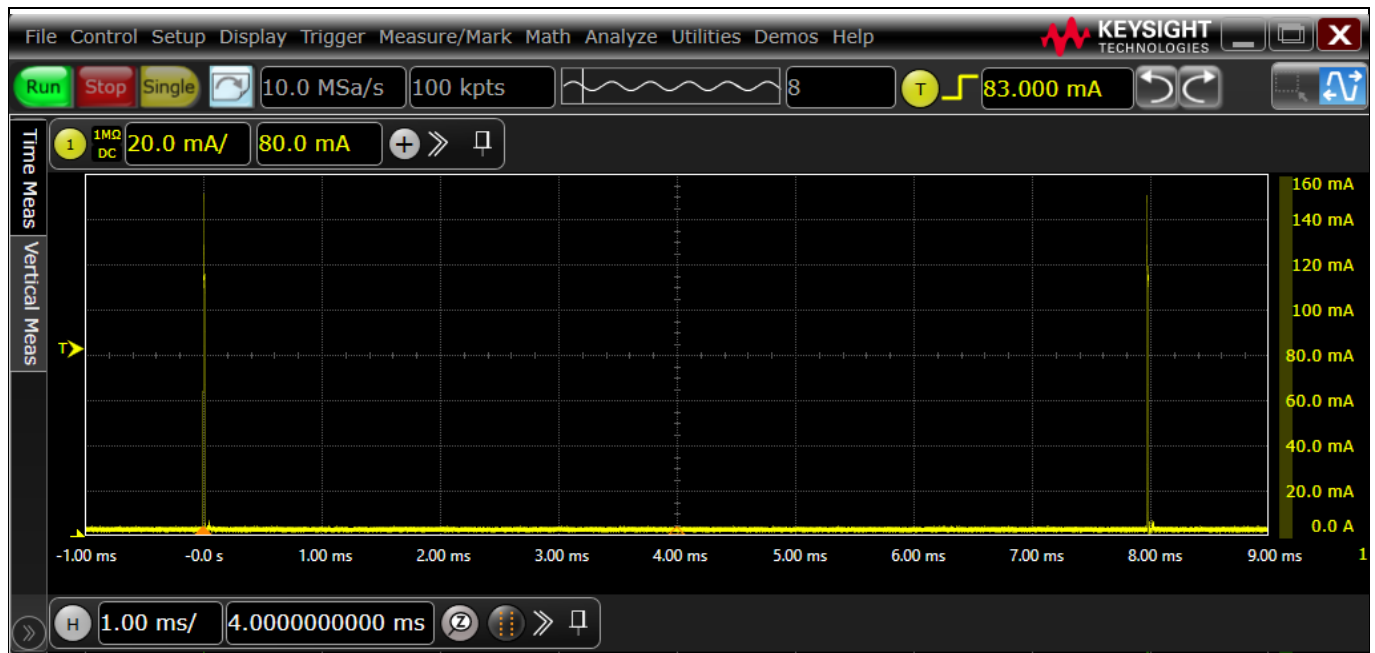 File Control Setup Display Trigger Measure/Mark Math Analyze Utilities Demos Help
KEYSIGHT
TECHNOLOGIES
X
Run Stop Single 10.0 MSa/s 100 kpts 8 T 83.000 mA
Time Meas
Vertical Meas
1 1MΩ DC 20.0 mA/ 80.0 mA +
T
160 mA
140 mA
120 mA
100 mA
80.0 mA
60.0 mA
40.0 mA
20.0 mA
0.0 A
-1.00 ms -0.0 s 1.00 ms 2.00 ms 3.00 ms 4.00 ms 5.00 ms 6.00 ms 7.00 ms 8.00 ms 9.00 ms 1
H 1.00 ms/ 4.0000000000 ms Z